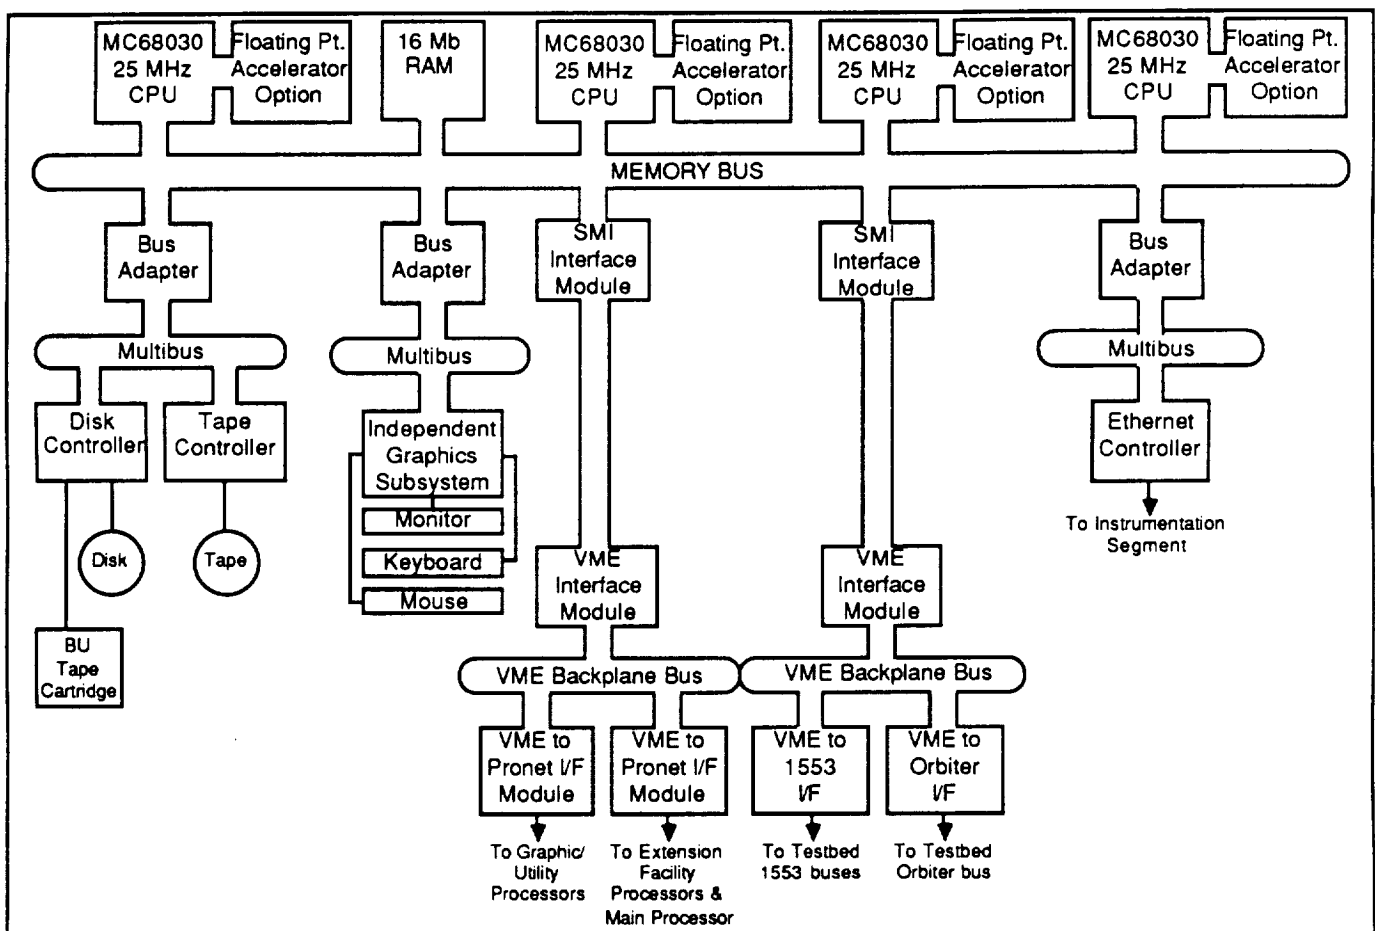 MC68030
25 MHz
CPU
Floating Pt.
Accelerator
Option
16 Mb
RAM
MC68030
25 MHz
CPU
Floating Pt.
Accelerator
Option
MC68030
25 MHz
CPU
Floating Pt.
Accelerator
Option
MC68030
25 MHz
CPU
Floating Pt.
Accelerator
Option
MEMORY BUS
Bus
Adapter
Bus
Adapter
SMI
Interface
Module
SMI
Interface
Module
Bus
Adapter
Multibus
Multibus
Multibus
Disk
Controller
Tape
Controller
Independent
Graphics
Subsystem
Monitor
Keyboard
Mouse
Ethernet
Controller
To Instrumentation
Segment
Disk
Tape
BU
Tape
Cartridge
VME
Interface
Module
VME
Interface
Module
VME Backplane Bus
VME Backplane Bus
VME to
Pronet I/F
Module
VME to
Pronet I/F
Module
VME to
1553
I/F
VME to
Orbiter
I/F
To Graphic/
Utility
Processors
To Extension
Facility
Processors &
Main Processor
To Testbed
1553 buses
To Testbed
Orbiter bus